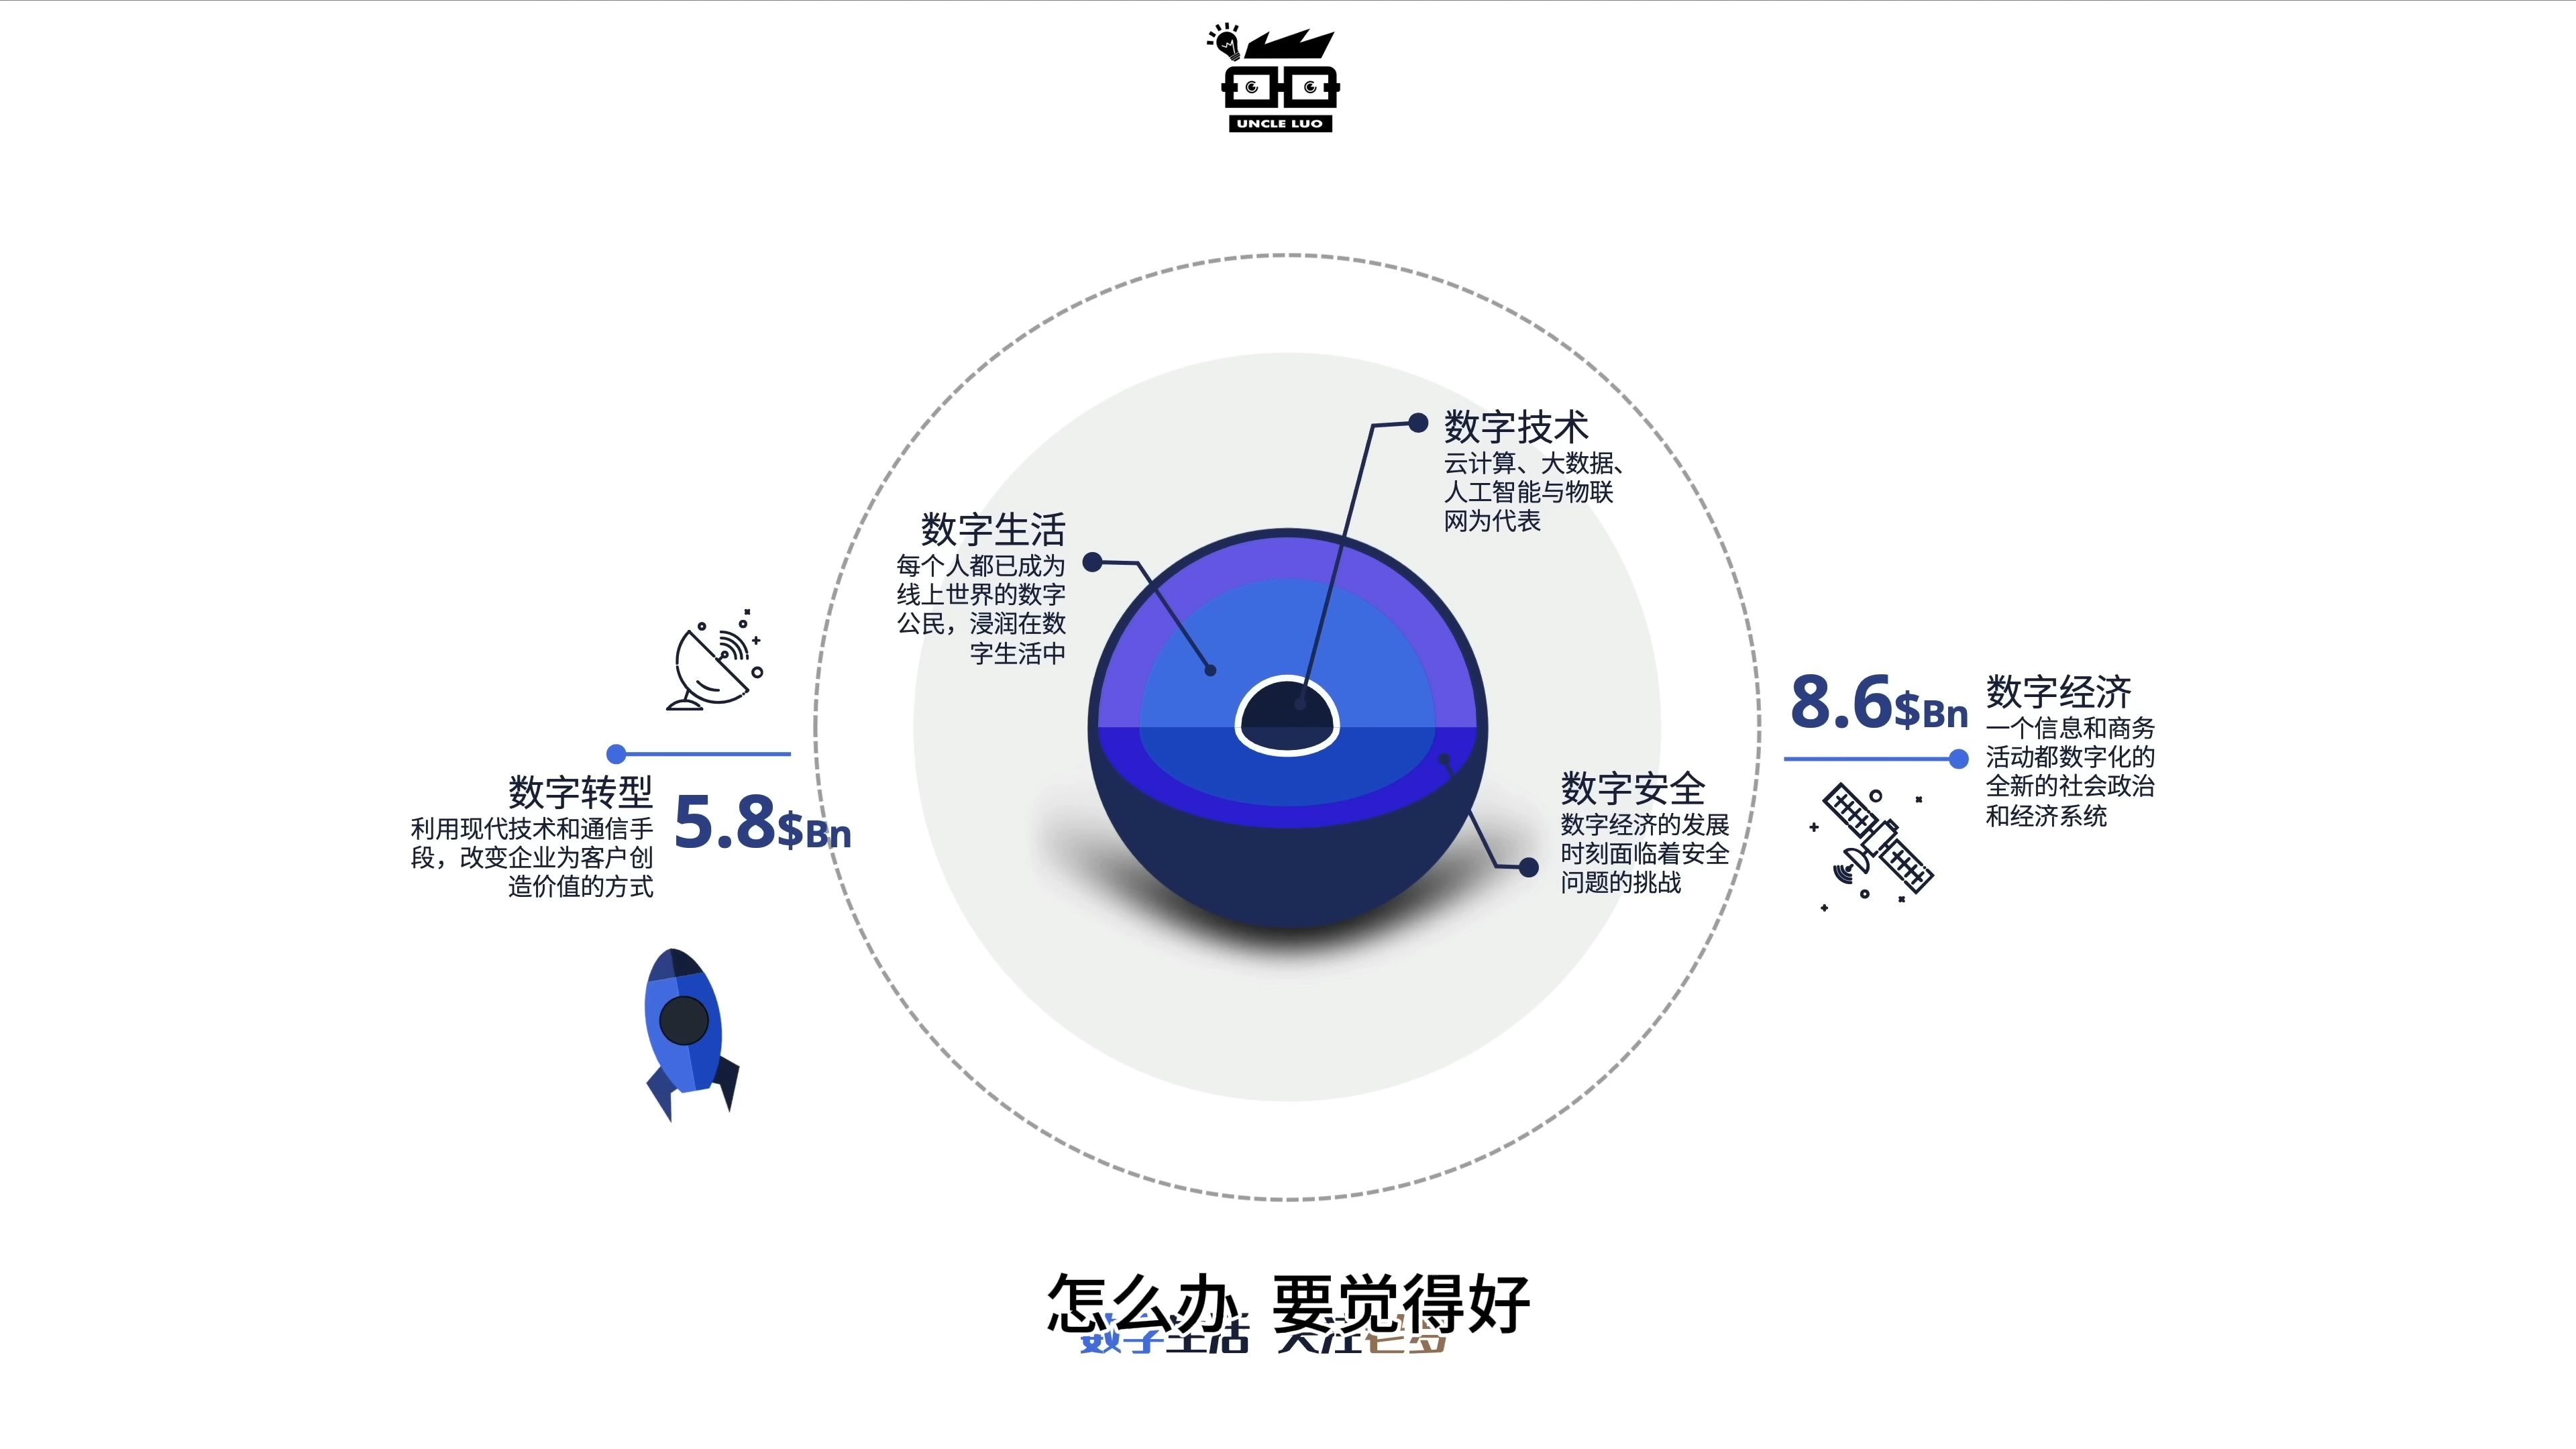 UNCLE LUO
数字技术
云计算、大数据、
人工智能与物联
网为代表
数字生活
每个人都已成为
线上世界的数字
公民，浸润在数
字生活中
8.6$Bn
数字经济
一个信息和商务
活动都数字化的
全新的社会政治
和经济系统
数字转型
利用现代技术和通信手
段，改变企业为客户创
造价值的方式
5.8$Bn
数字安全
数字经济的发展
时刻面临着安全
问题的挑战
怎么办 要觉得好
数字生活 关注